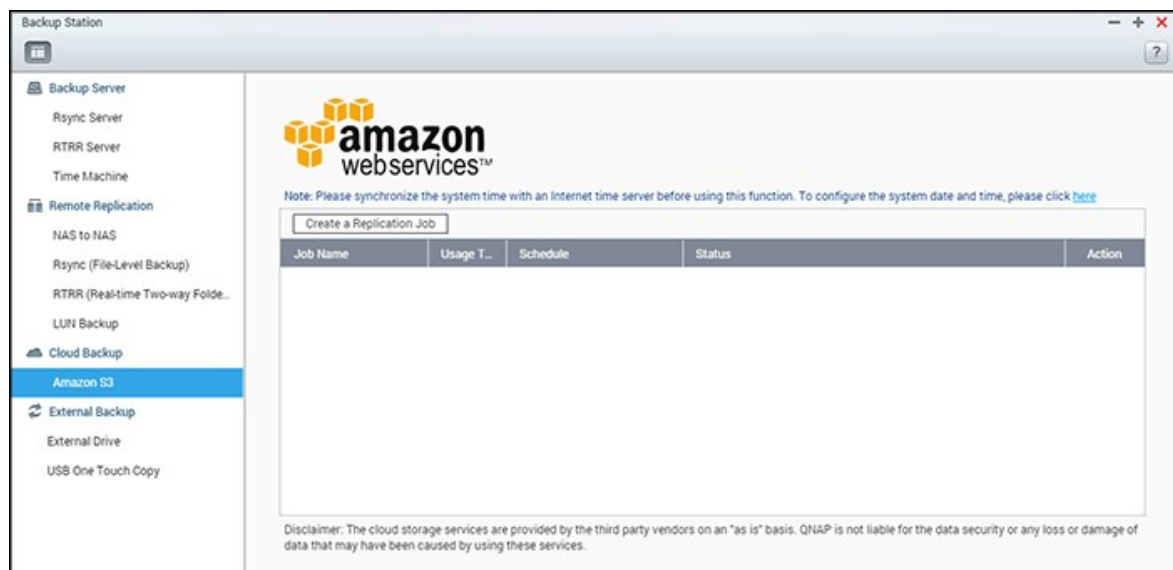 Backup Station
?
Backup Server
Rsync Server
RTRR Server
Time Machine
Remote Replication
NAS to NAS
Rsync (File-Level Backup)
RTRR (Real-time Two-way Folde...
LUN Backup
Cloud Backup
Amazon S3
External Backup
External Drive
USB One Touch Copy
amazon
webservices™
Note: Please synchronize the system time with an Internet time server before using this function. To configure the system date and time, please click here
Create a Replication Job
Job Name Usage T... Schedule Status Action
Disclaimer: The cloud storage services are provided by the third party vendors on an "as is" basis. QNAP is not liable for the data security or any loss or damage of
data that may have been caused by using these services.